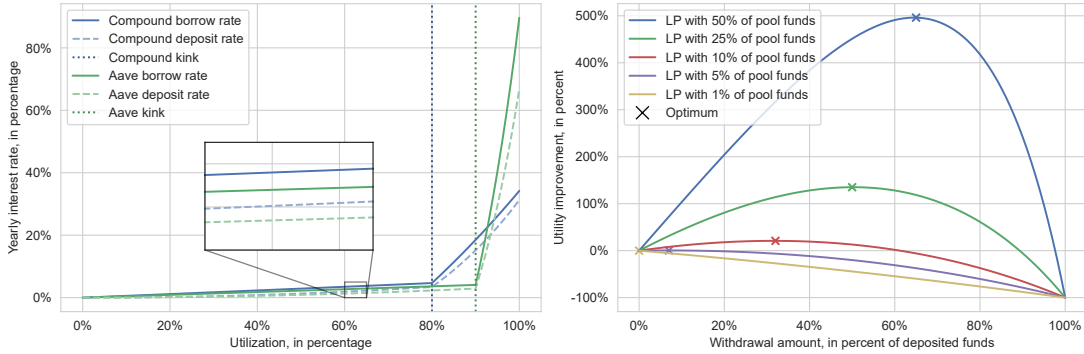 Compound borrow rate
Compound deposit rate
Compound kink
Aave borrow rate
Aave deposit rate
Aave kink
80%
60%
40%
20%
0%
Yearly interest rate, in percentage
0%
20%
40%
60%
80%
100%
Utilization, in percentage
LP with 50% of pool funds
LP with 25% of pool funds
LP with 10% of pool funds
LP with 5% of pool funds
LP with 1% of pool funds
Optimum
500%
400%
300%
200%
100%
0%
-100%
Utility improvement, in percent
0%
20%
40%
60%
80%
100%
Withdrawal amount, in percent of deposited funds